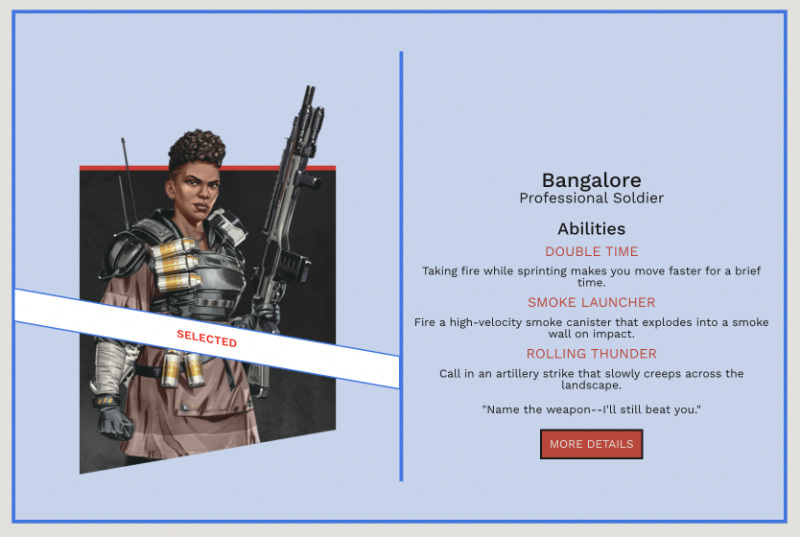 SELECTED
Bangalore
Professional Soldier
Abilities
DOUBLE TIME
Taking fire while sprinting makes you move faster for a brief
time.
SMOKE LAUNCHER
Fire a high-velocity smoke canister that explodes into a smoke
wall on impact.
ROLLING THUNDER
Call in an artillery strike that slowly creeps across the
landscape.
"Name the weapon--I'll still beat you."
MORE DETAILS